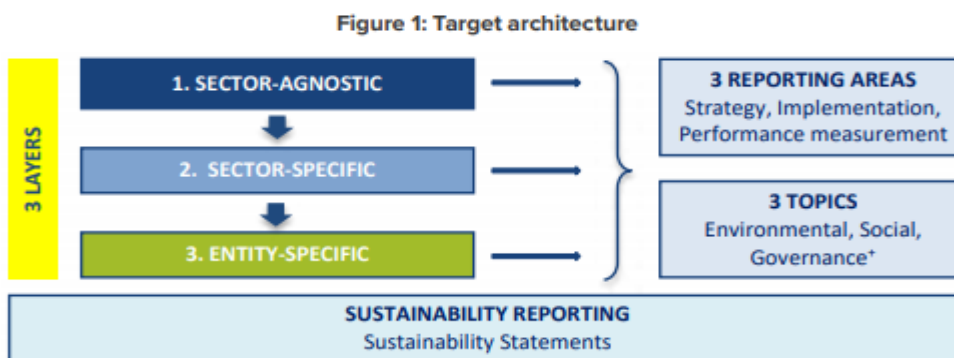 Figure 1: Target architecture
3 LAYERS
1. SECTOR-AGNOSTIC
2. SECTOR-SPECIFIC
3. ENTITY-SPECIFIC
3 REPORTING AREAS
Strategy, Implementation,
Performance measurement
3 TOPICS
Environmental, Social,
Governance⁺
SUSTAINABILITY REPORTING
Sustainability Statements